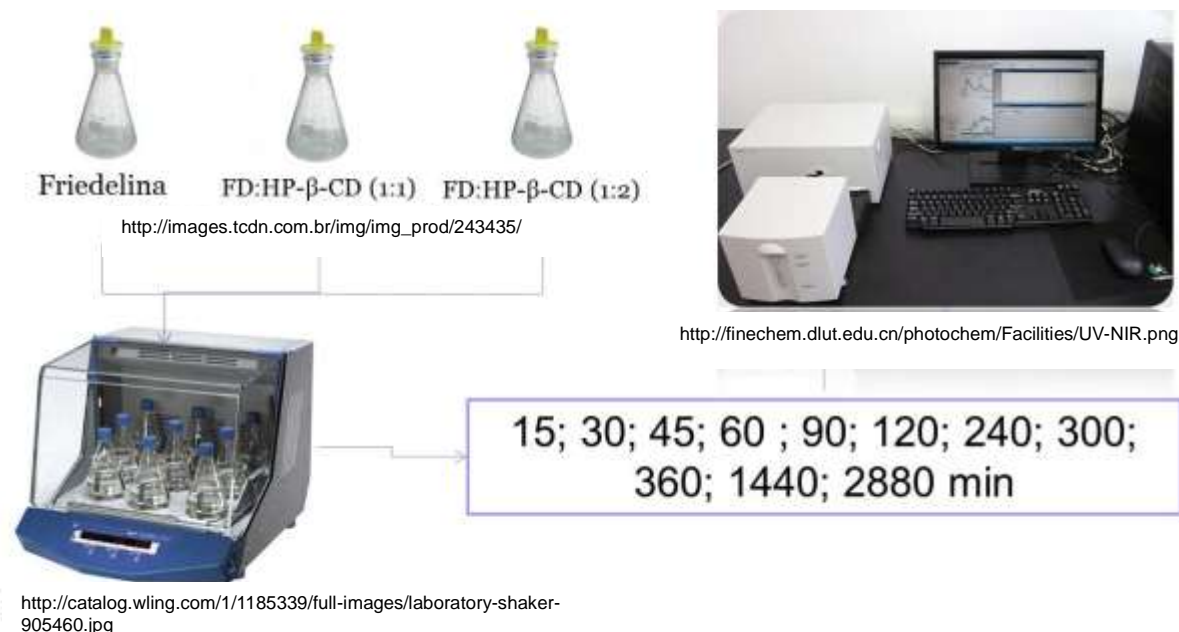 Friedelina
FD:HP-β-CD (1:1)
FD:HP-β-CD (1:2)
http://images.tcdn.com.br/img/img_prod/243435/
http://finechem.dlut.edu.cn/photochem/Facilities/UV-NIR.png
15; 30; 45; 60 ; 90; 120; 240; 300;
360; 1440; 2880 min
http://catalog.wling.com/1/1185339/full-images/laboratory-shaker-
905460.jpg